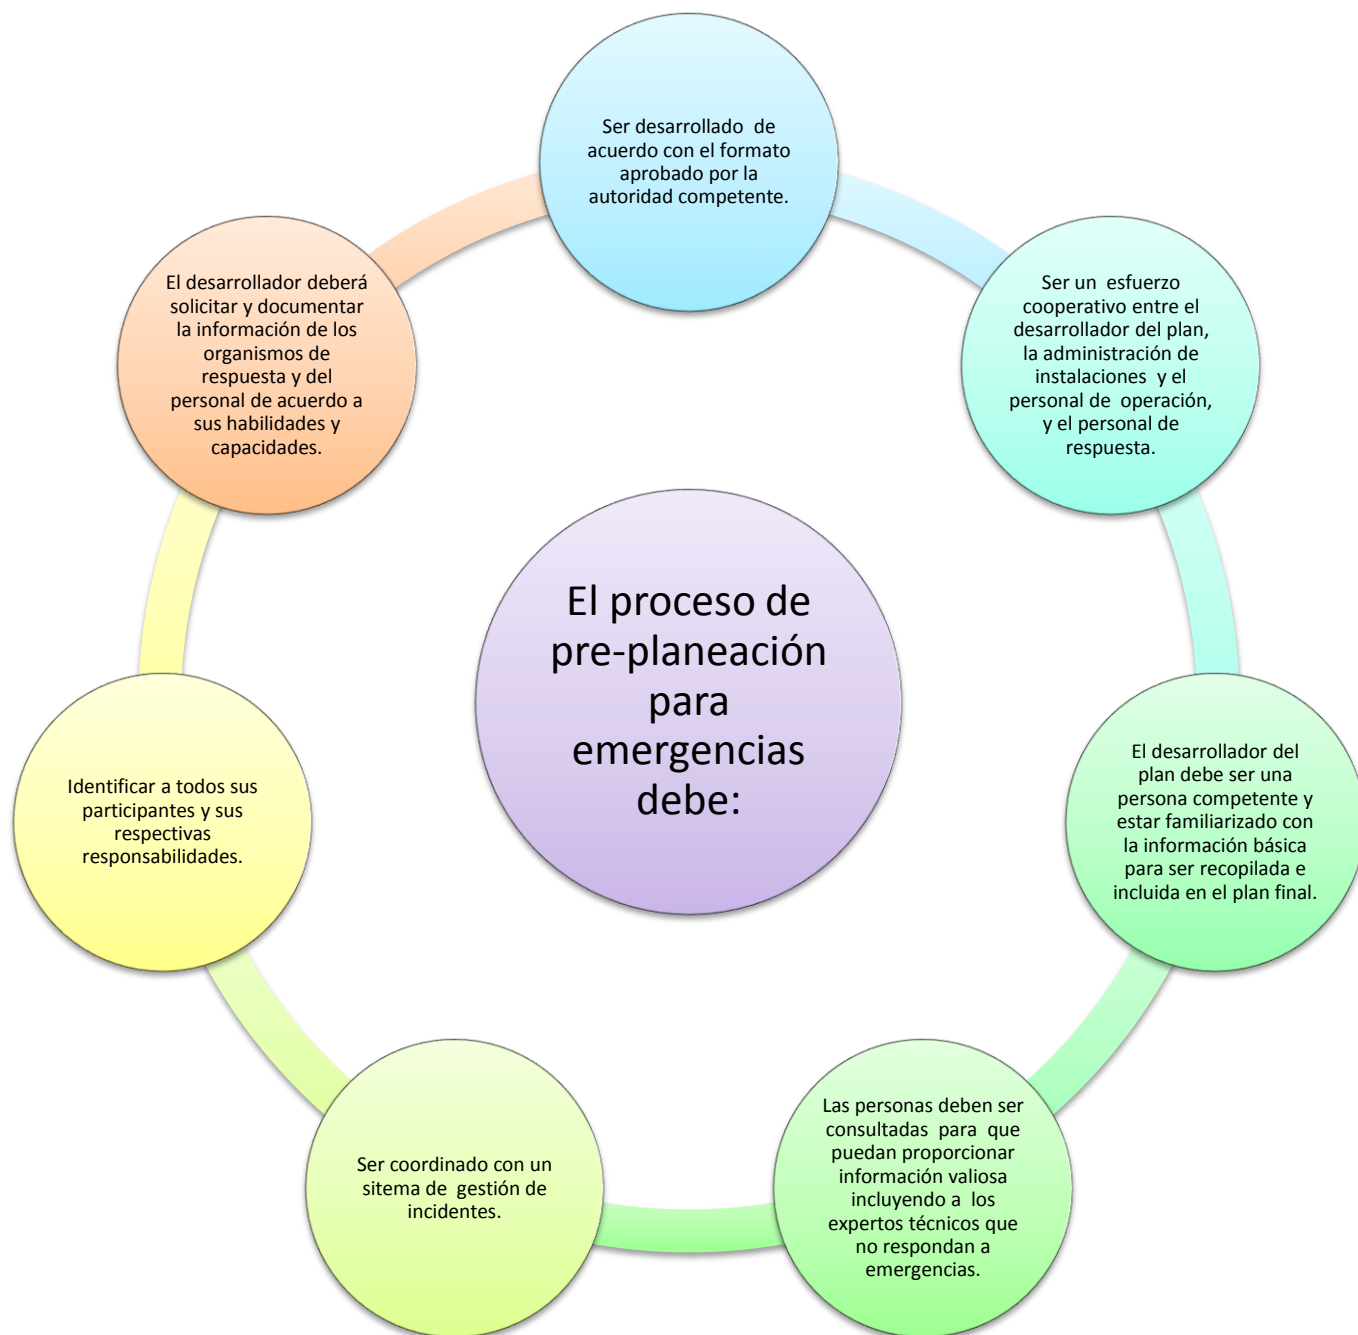 Ser desarrollado de
acuerdo con el formato
aprobado por la
autoridad competente.
Ser un esfuerzo
cooperativo entre el
desarrollador del plan,
la administración de
instalaciones y el
personal de operación,
y el personal de
respuesta.
El desarrollador del
plan debe ser una
persona competente y
estar familiarizado con
la información básica
para ser recopilada e
incluida en el plan final.
Las personas deben ser
consultadas para que
puedan proporcionar
información valiosa
incluyendo a los
expertos técnicos que
no respondan a
emergencias.
Ser coordinado con un
sitema de gestión de
incidentes.
Identificar a todos sus
participantes y sus
respectivas
responsabilidades.
El desarrollador deberá
solicitar y documentar
la información de los
organismos de
respuesta y del
personal de acuerdo a
sus habilidades y
capacidades.
El proceso de
pre-planeación
para
emergencias
debe: